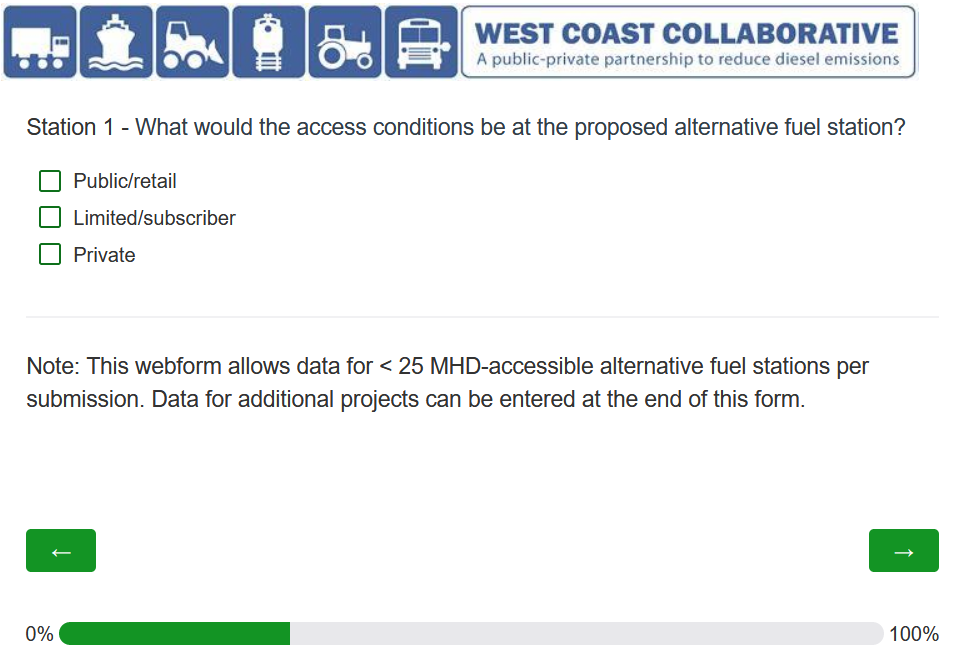 WEST COAST COLLABORATIVE
A public-private partnership to reduce diesel emissions
Station 1 - What would the access conditions be at the proposed alternative fuel station?
Public/retail
Limited/subscriber
Private
Note: This webform allows data for < 25 MHD-accessible alternative fuel stations per
submission. Data for additional projects can be entered at the end of this form.
← →
0% 100%